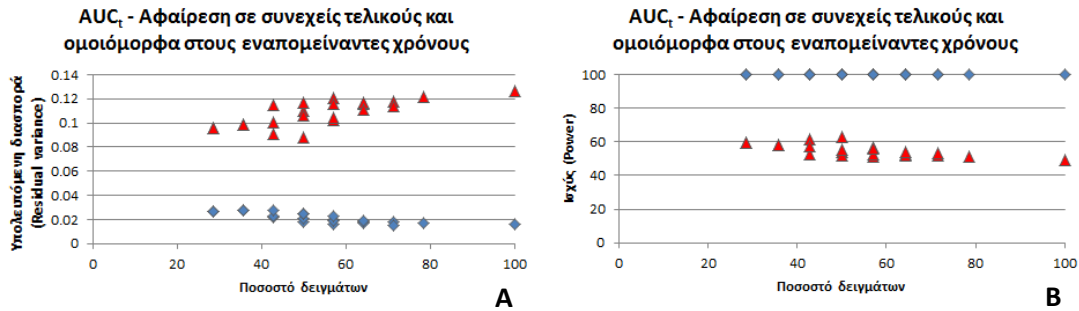 AUCt - Αφαίρεση σε συνεχείς τελικούς και
ομοιόμορφα στους εναπομείναντες χρόνους
Υπολειπόμενη διασπορά
(Residual variance)
0.14
0.12
0.1
0.08
0.06
0.04
0.02
0
0 20 40 60 80 100
Ποσοστό δειγμάτων
A
AUCt - Αφαίρεση σε συνεχείς τελικούς και
ομοιόμορφα στους εναπομείναντες χρόνους
Ισχύς (Power)
100
80
60
40
20
0
0 20 40 60 80 100
Ποσοστό δειγμάτων
B